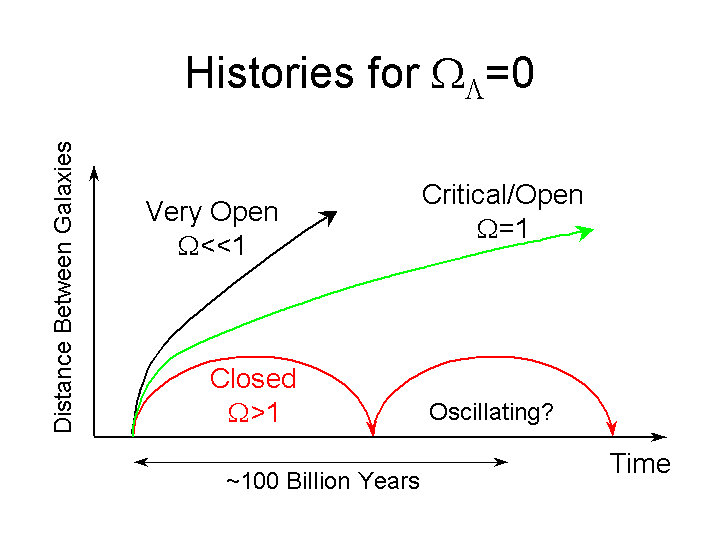 Histories for Ω_Λ=0
Distance Between Galaxies
Very Open
Ω<<1
Critical/Open
Ω=1
Closed
Ω>1
Oscillating?
Time
~100 Billion Years